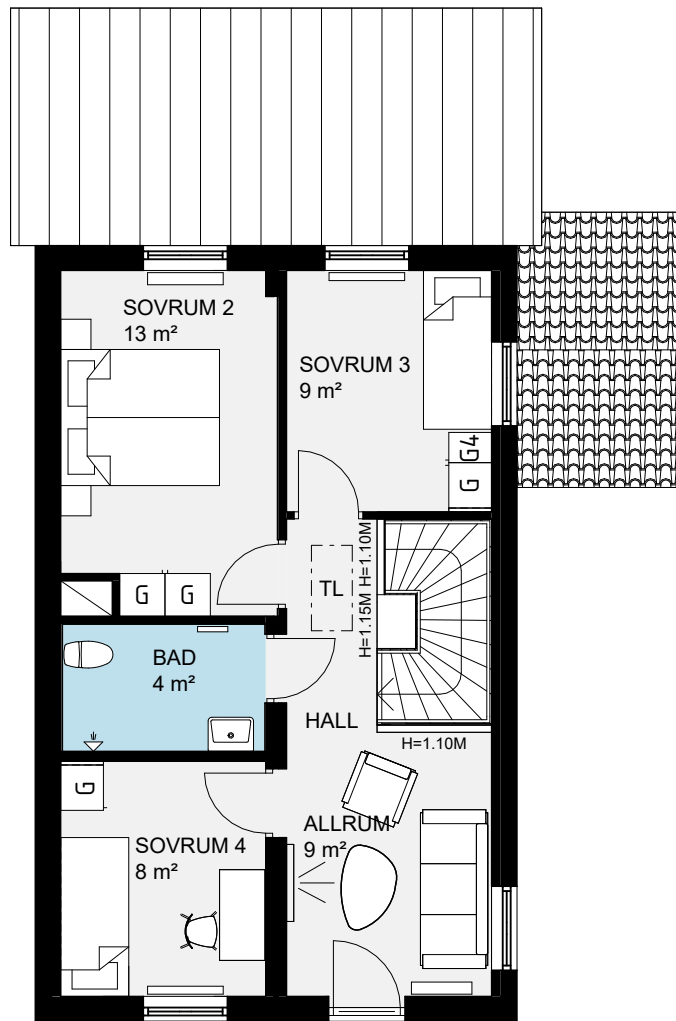 SOVRUM 2
13 m²
SOVRUM 3
9 m²
G4
G
G
G
TL
H=1.15M H=1.10M
BAD
4 m²
HALL
H=1.10M
G
ALLRUM
9 m²
SOVRUM 4
8 m²